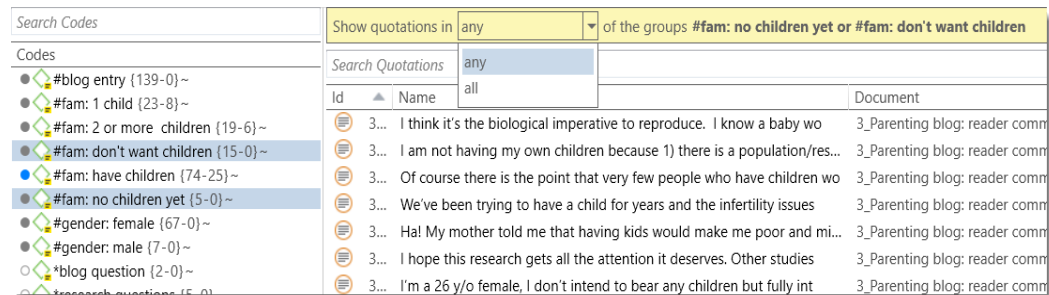 Search Codes
Show quotations in any of the groups #fam: no children yet or #fam: don't want children
any
all
Codes
Search Quotations
Id Name Document
#blog entry {139-0}~
#fam: 1 child {23-8}~
#fam: 2 or more children {19-6}~
#fam: don't want children {15-0}~
#fam: have children {74-25}~
#fam: no children yet {5-0}~
#gender: female {67-0}~
#gender: male {7-0}~
*blog question {2-0}~
*research questions {5-0}
3... I think it's the biological imperative to reproduce. I know a baby wo 3_Parenting blog: reader comm
3... I am not having my own children because 1) there is a population/res... 3_Parenting blog: reader comm
3... Of course there is the point that very few people who have children wo 3_Parenting blog: reader comm
3... We've been trying to have a child for years and the infertility issues 3_Parenting blog: reader comm
3... Ha! My mother told me that having kids would make me poor and mi... 3_Parenting blog: reader comm
3... I hope this research gets all the attention it deserves. Other studies 3_Parenting blog: reader comm
3... I'm a 26 y/o female, I don't intend to bear any children but fully int 3_Parenting blog: reader comm